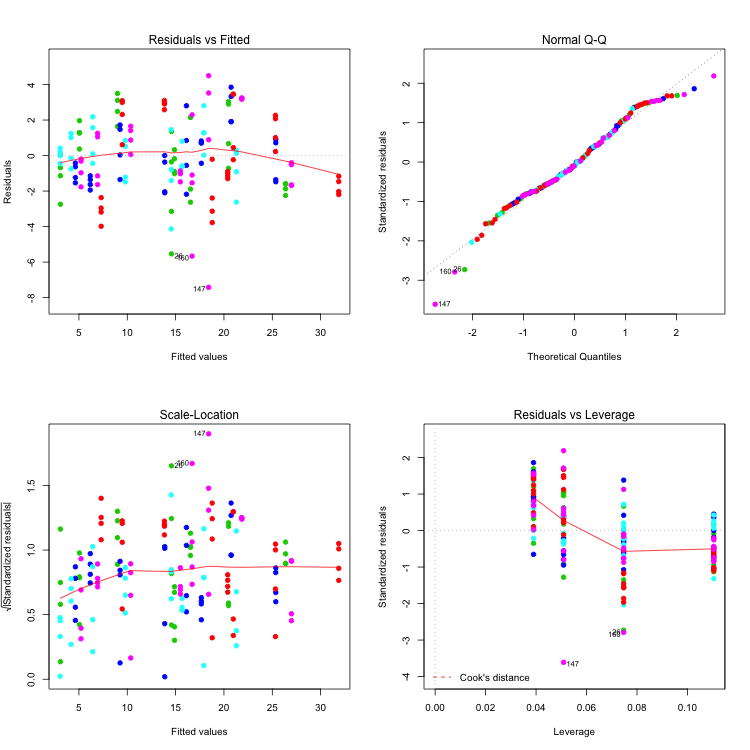 Residuals vs Fitted
Residuals
4
2
0
-2
-4
-6
-8
26
160
147
5 10 15 20 25 30
Fitted values
Normal Q-Q
Standardized residuals
2
1
0
-1
-2
-3
160 26
147
-2 -1 0 1 2
Theoretical Quantiles
Scale-Location
√|Standardized residuals|
1.5
1.0
0.5
0.0
147
160
26
5 10 15 20 25 30
Fitted values
Residuals vs Leverage
Standardized residuals
2
1
0
-1
-2
-3
-4
26
160
147
Cook's distance
0.00 0.02 0.04 0.06 0.08 0.10
Leverage